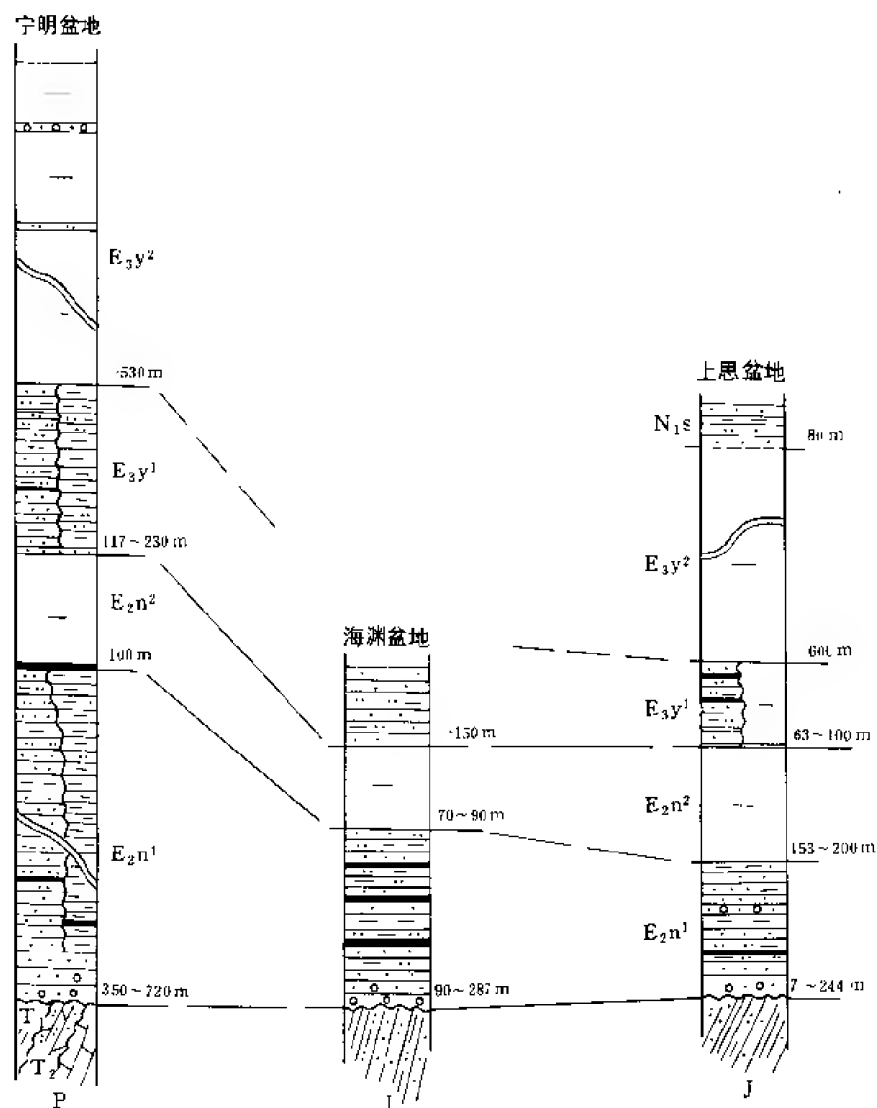 宁明盆地
E₃y²
530 m
E₃y¹
117~230 m
E₂n²
100 m
E₂n¹
350~720 m
T₂
P
海渊盆地
150 m
70~90 m
90~287 m
上思盆地
N₁s
80 m
E₃y²
600 m
E₃y¹
63~100 m
E₂n²
153~200 m
E₂n¹
7~244 m
J